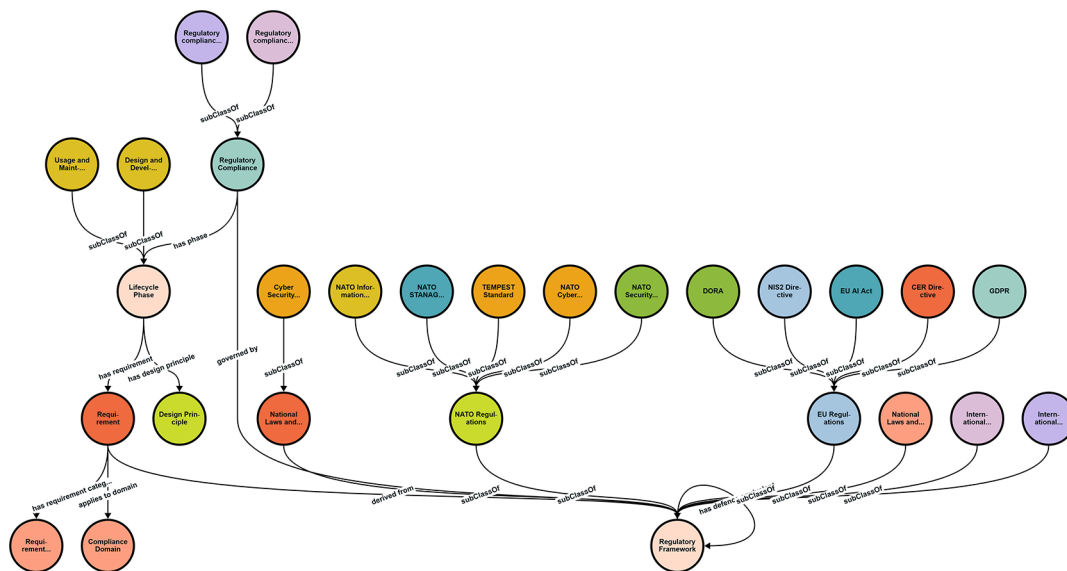 Regulatory
complianc...
Regulatory
complianc...
subClassOf
subClassOf
Usage and
Maint-...
Design and
Devel-...
Regulatory
Compliance
subClassOf
subClassOf
has phase
Lifecycle
Phase
Cyber
Security...
NATO Infor-
mation...
NATO
STANAG...
TEMPEST
Standard
NATO
Cyber...
NATO
Security...
DORA
NIS2 Dire-
ctive
EU AI Act
CER Dire-
ctive
GDPR
has requirement
has design principle
governed by
subClassOf
subClassOf
subClassOf
subClassOf
subClassOf
subClassOf
subClassOf
subClassOf
subClassOf
subClassOf
subClassOf
Requi-
rement
Design Prin-
ciple
National
Laws and...
NATO Regul-
ations
EU Regul-
ations
National
Laws and...
Intern-
ational...
Intern-
ational...
has requirement categ...
applies to domain
derived from
subClassOf
subClassOf
has defen
subClassOf
subClassOf
subClassOf
subClassOf
Requi-
rement...
Compliance
Domain
Regulatory
Framework